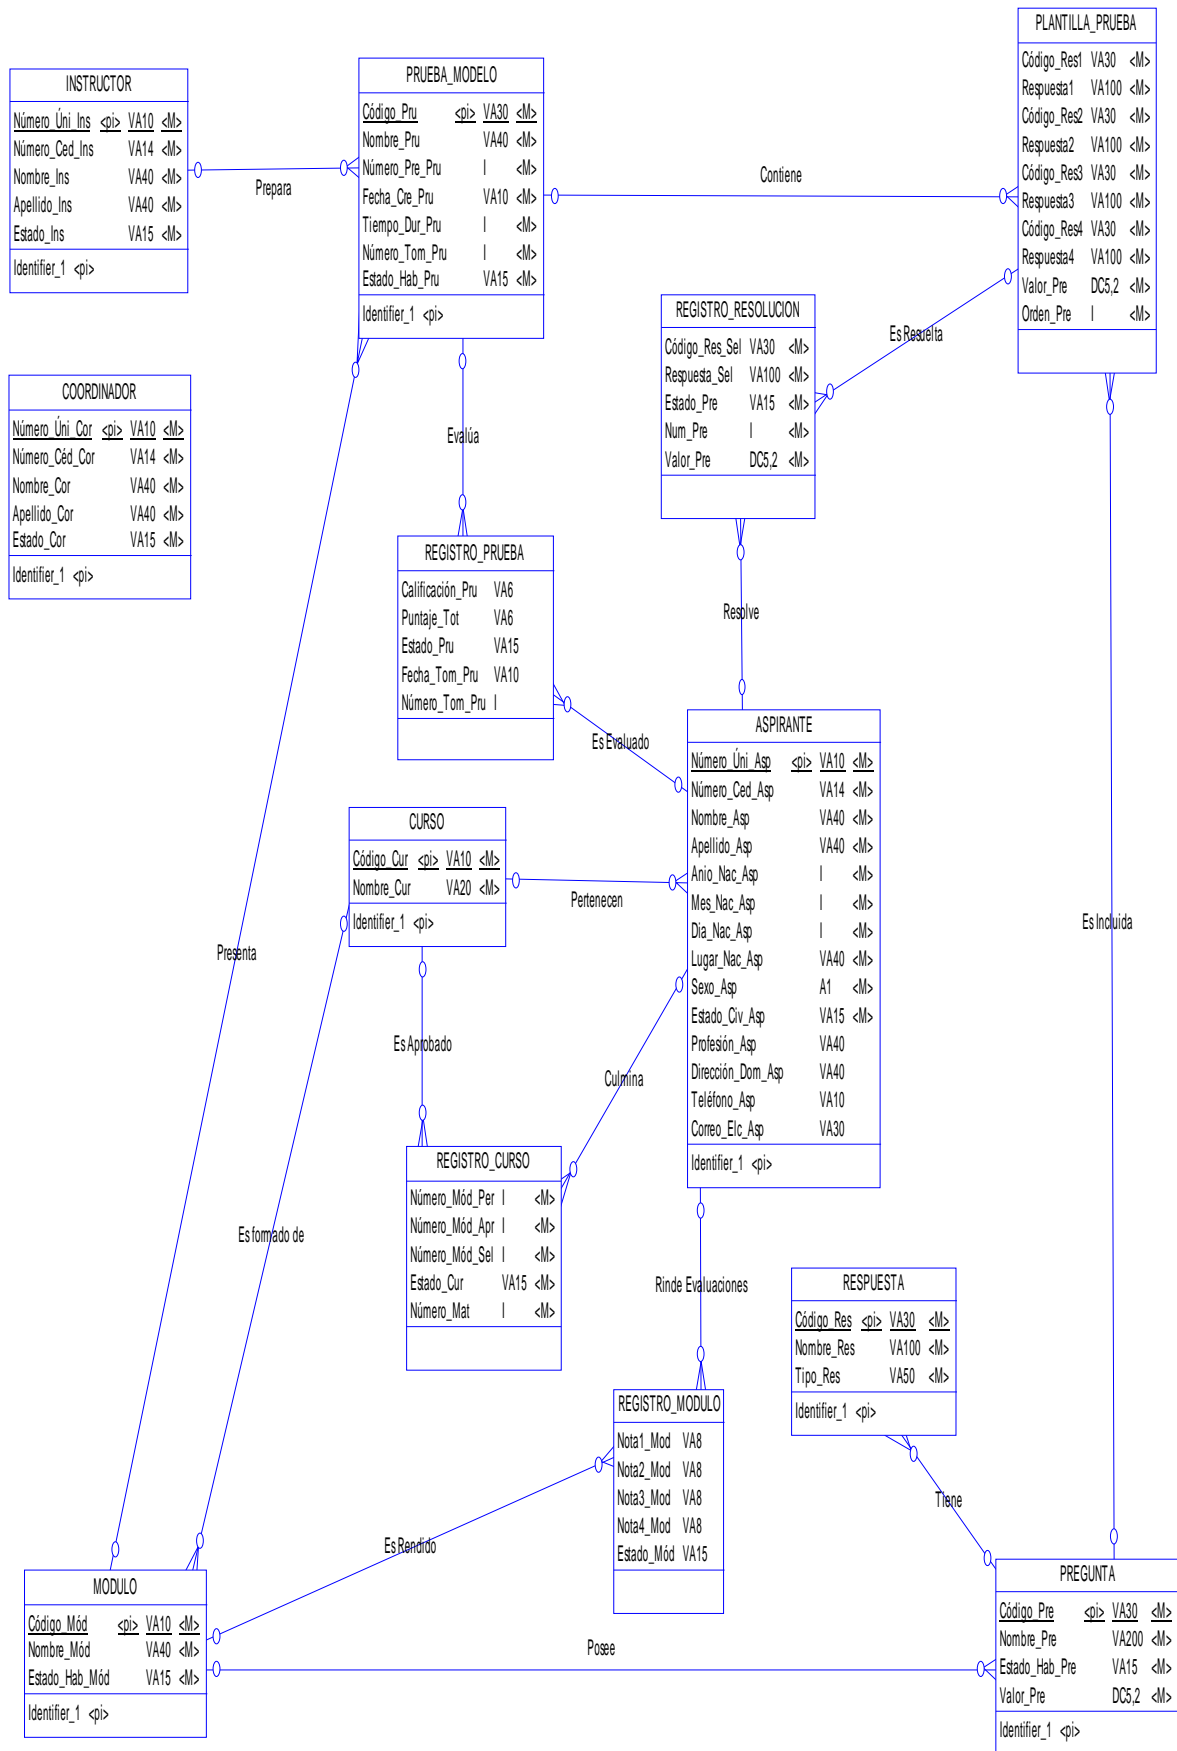 PLANTILLA_PRUEBA
Código_Res1 VA30 <M>
Respuesta1 VA100 <M>
Código_Res2 VA30 <M>
Respuesta2 VA100 <M>
Código_Res3 VA30 <M>
Respuesta3 VA100 <M>
Código_Res4 VA30 <M>
Respuesta4 VA100 <M>
Valor_Pre DC5,2 <M>
Orden_Pre I <M>
INSTRUCTOR
Número_Úni_Ins <pi> VA10 <M>
Número_Ced_Ins VA14 <M>
Nombre_Ins VA40 <M>
Apellido_Ins VA40 <M>
Estado_Ins VA15 <M>
Identifier_1 <pi>
Prepara
PRUEBA_MODELO
Código_Pru <pi> VA30 <M>
Nombre_Pru VA40 <M>
Número_Pre_Pru I <M>
Fecha_Cre_Pru VA10 <M>
Tiempo_Dur_Pru I <M>
Número_Tom_Pru I <M>
Estado_Hab_Pru VA15 <M>
Identifier_1 <pi>
Contiene
REGISTRO_RESOLUCION
Código_Res_Sel VA30 <M>
Respuesta_Sel VA100 <M>
Estado_Pre VA15 <M>
Num_Pre I <M>
Valor_Pre DC5,2 <M>
Es Resuelta
COORDINADOR
Número_Úni_Cor <pi> VA10 <M>
Número_Céd_Cor VA14 <M>
Nombre_Cor VA40 <M>
Apellido_Cor VA40 <M>
Estado_Cor VA15 <M>
Identifier_1 <pi>
Evalúa
REGISTRO_PRUEBA
Calificación_Pru VA6
Puntaje_Tot VA6
Estado_Pru VA15
Fecha_Tom_Pru VA10
Número_Tom_Pru I
Resolve
Es Evaluado
ASPIRANTE
Número_Úni_Asp <pi> VA10 <M>
Número_Ced_Asp VA14 <M>
Nombre_Asp VA40 <M>
Apellido_Asp VA40 <M>
Anio_Nac_Asp I <M>
Mes_Nac_Asp I <M>
Dia_Nac_Asp I <M>
Lugar_Nac_Asp VA40 <M>
Sexo_Asp A1 <M>
Estado_Civ_Asp VA15 <M>
Profesión_Asp VA40
Dirección_Dom_Asp VA40
Teléfono_Asp VA10
Correo_Elc_Asp VA30
Identifier_1 <pi>
CURSO
Código_Cur <pi> VA10 <M>
Nombre_Cur VA20 <M>
Identifier_1 <pi>
Pertenecen
Presenta
Es Incluida
Es Aprobado
Culmina
REGISTRO_CURSO
Número_Mód_Per I <M>
Número_Mód_Apr I <M>
Número_Mód_Sel I <M>
Estado_Cur VA15 <M>
Número_Mat I <M>
Es formado de
Rinde Evaluaciones
RESPUESTA
Código_Res <pi> VA30 <M>
Nombre_Res VA100 <M>
Tipo_Res VA50 <M>
Identifier_1 <pi>
REGISTRO_MODULO
Nota1_Mod VA8
Nota2_Mod VA8
Nota3_Mod VA8
Nota4_Mod VA8
Estado_Mód VA15
Tiene
Es Rendido
MODULO
Código_Mód <pi> VA10 <M>
Nombre_Mód VA40 <M>
Estado_Hab_Mód VA15 <M>
Identifier_1 <pi>
Posee
PREGUNTA
Código_Pre <pi> VA30 <M>
Nombre_Pre VA200 <M>
Estado_Hab_Pre VA15 <M>
Valor_Pre DC5,2 <M>
Identifier_1 <pi>